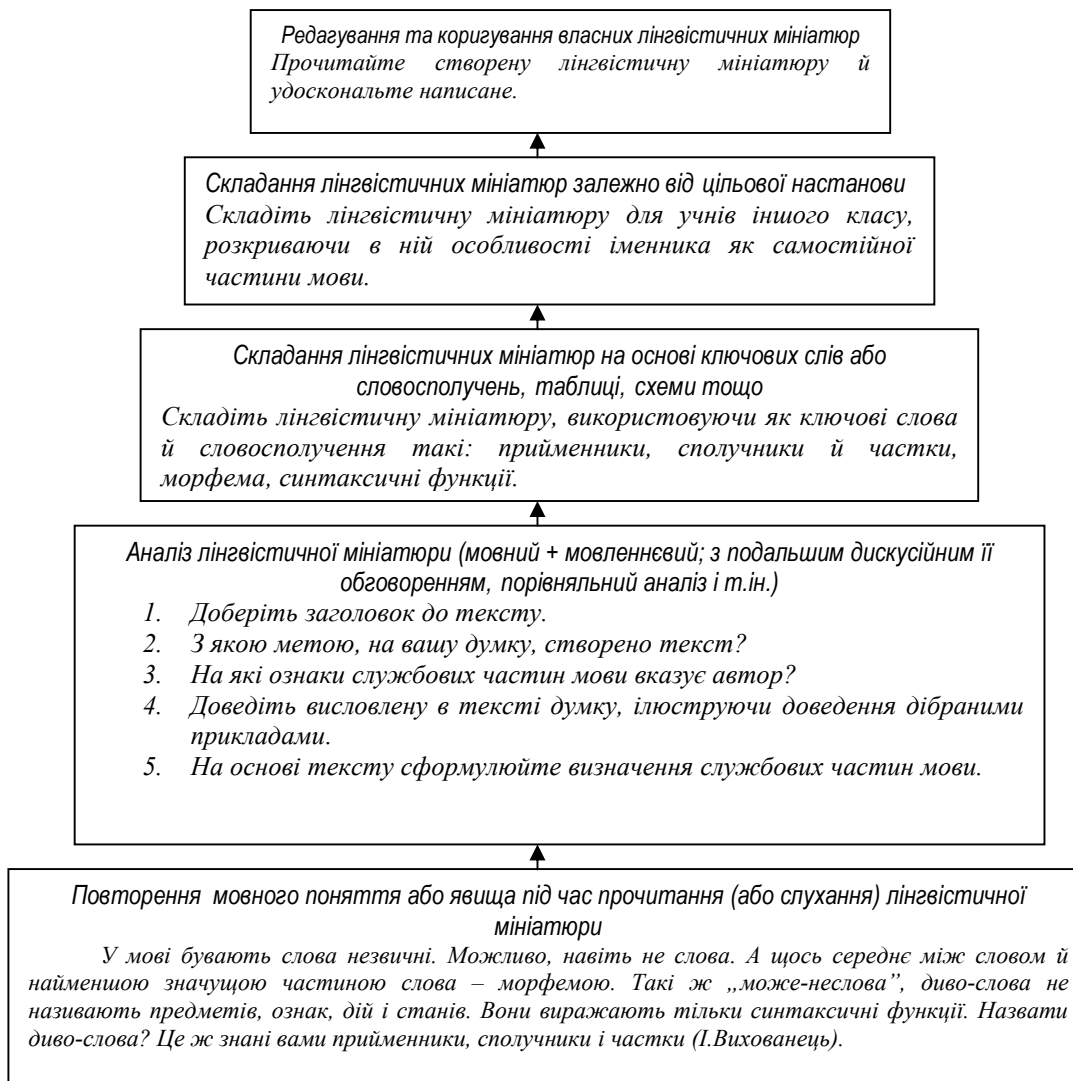 Редагування та коригування власних лінгвістичних мініатюр
Прочитайте створену лінгвістичну мініатюру й
удоскональте написане.
Складання лінгвістичних мініатюр залежно від цільової настанови
Складіть лінгвістичну мініатюру для учнів іншого класу,
розкриваючи в ній особливості іменника як самостійної
частини мови.
Складання лінгвістичних мініатюр на основі ключових слів або
словосполучень, таблиці, схеми тощо
Складіть лінгвістичну мініатюру, використовуючи як ключові слова
й словосполучення такі: прийменники, сполучники й частки,
морфема, синтаксичні функції.
Аналіз лінгвістичної мініатюри (мовний + мовленнєвий; з подальшим дискусійним її
обговоренням, порівняльний аналіз і т.ін.)
1. Доберіть заголовок до тексту.
2. З якою метою, на вашу думку, створено текст?
3. На які ознаки службових частин мови вказує автор?
4. Доведіть висловлену в тексті думку, ілюструючи доведення дібраними
прикладами.
5. На основі тексту сформулюйте визначення службових частин мови.
Повторення мовного поняття або явища під час прочитання (або слухання) лінгвістичної
мініатюри
У мові бувають слова незвичні. Можливо, навіть не слова. А щось середнє між словом й
найменшою значущою частиною слова – морфемою. Такі ж „може-неслова”, диво-слова не
називають предметів, ознак, дій і станів. Вони виражають тільки синтаксичні функції. Назвати
диво-слова? Це ж знані вами прийменники, сполучники і частки (І.Вихованець).